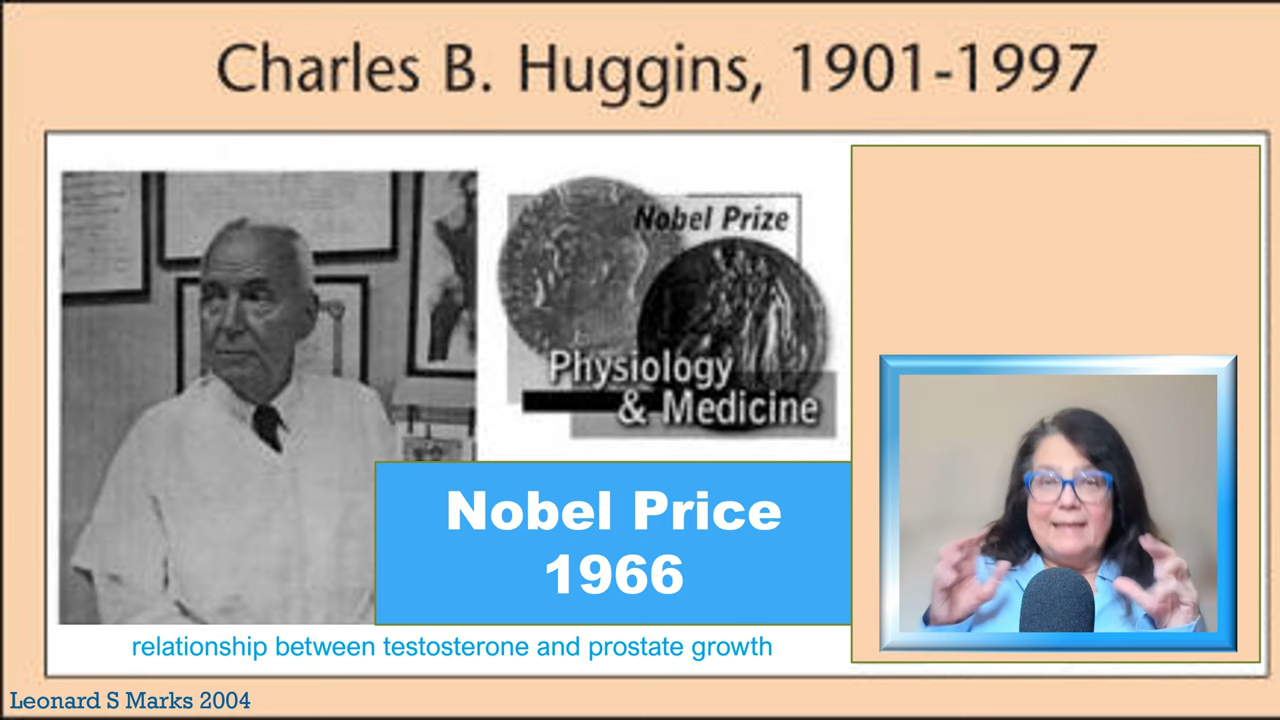 Charles B. Huggins, 1901-1997
Nobel Prize
Physiology
& Medicine
Nobel Price
1966
relationship between testosterone and prostate growth
Leonard S Marks 2004